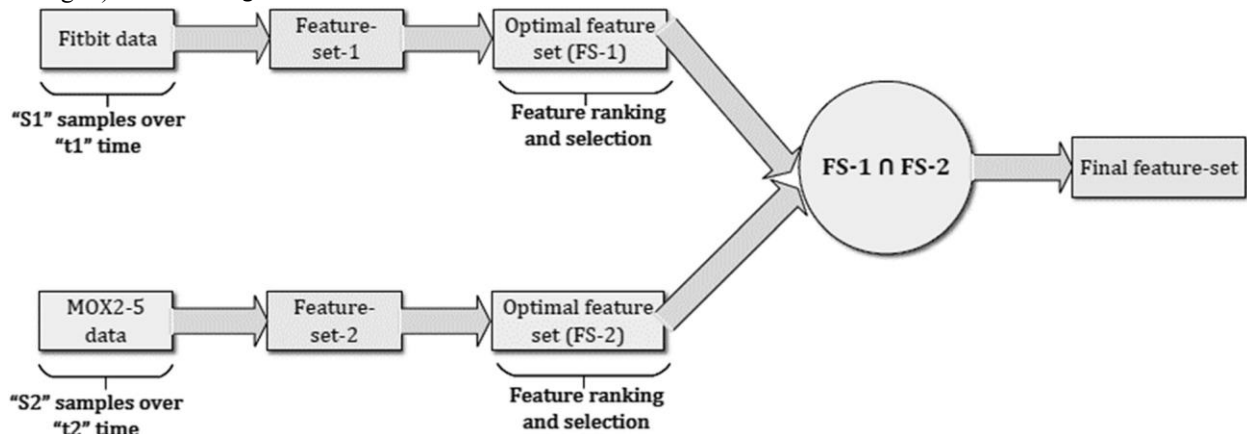 Fitbit data
Feature-
set-1
Optimal feature
set (FS-1)
"S1" samples over
"t1" time
Feature ranking
and selection
FS-1 ∩ FS-2
Final feature-set
MOX2-5
data
Feature-
set-2
Optimal feature
set (FS-2)
"S2" samples over
"t2" time
Feature ranking
and selection